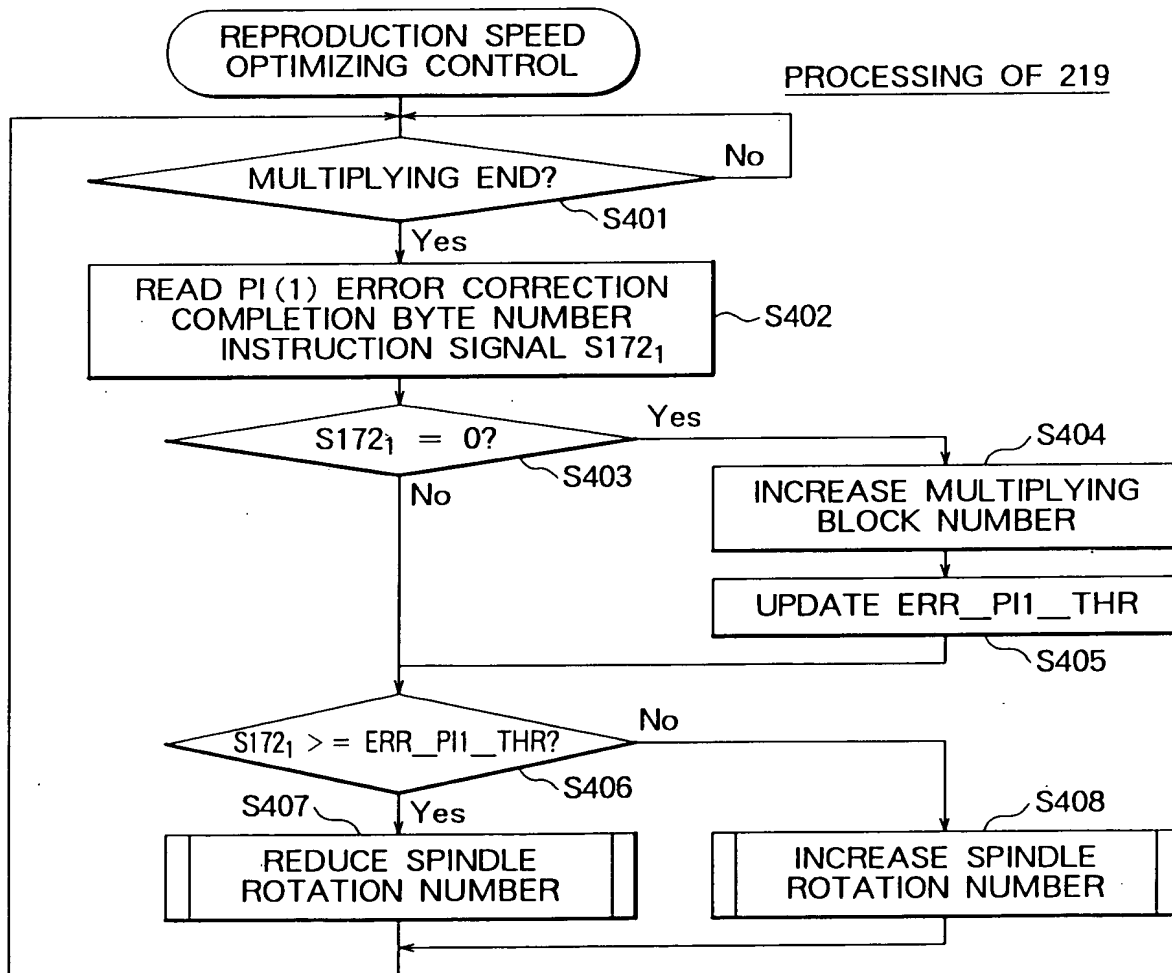 REPRODUCTION SPEED
OPTIMIZING CONTROL
PROCESSING OF 219
MULTIPLYING END?
No
S401
Yes
READ PI(1) ERROR CORRECTION
COMPLETION BYTE NUMBER
INSTRUCTION SIGNAL S172₁
S402
S172₁ = 0?
Yes
S403
No
S404
INCREASE MULTIPLYING
BLOCK NUMBER
UPDATE ERR__PI1__THR
S405
S172₁ >= ERR__PI1__THR?
No
S406
Yes
S407
REDUCE SPINDLE
ROTATION NUMBER
S408
INCREASE SPINDLE
ROTATION NUMBER